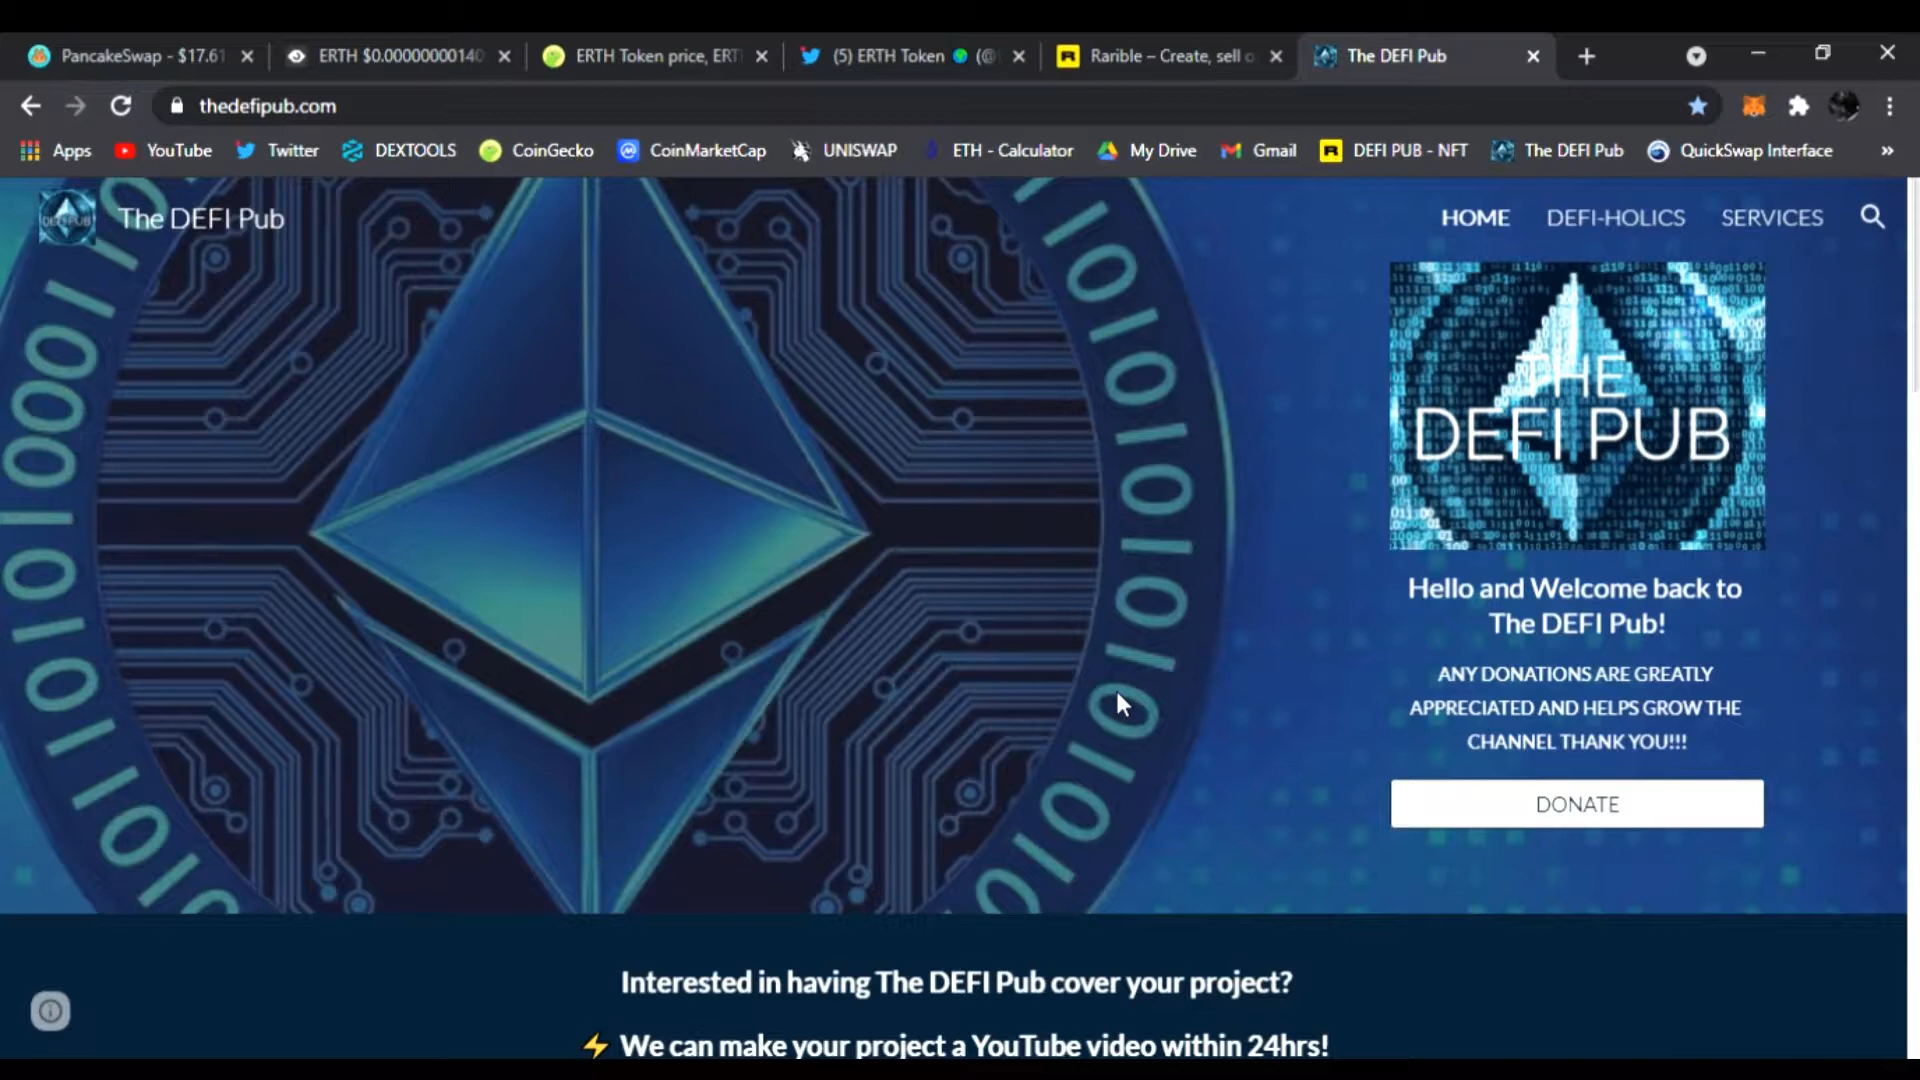 PancakeSwap - $17.61
ERTH $0.0000000014
ERTH Token price, ERT
(5) ERTH Token (@
Rarible – Create, sell o
The DEFI Pub
thedefipub.com
Apps
YouTube
Twitter
DEXTOOLS
CoinGecko
CoinMarketCap
UNISWAP
ETH - Calculator
My Drive
Gmail
DEFI PUB - NFT
The DEFI Pub
QuickSwap Interface
»
The DEFI Pub
HOME
DEFI-HOLICS
SERVICES
THE
DEFI PUB
Hello and Welcome back to
The DEFI Pub!
ANY DONATIONS ARE GREATLY
APPRECIATED AND HELPS GROW THE
CHANNEL THANK YOU!!!
DONATE
Interested in having The DEFI Pub cover your project?
⚡ We can make your project a YouTube video within 24hrs!